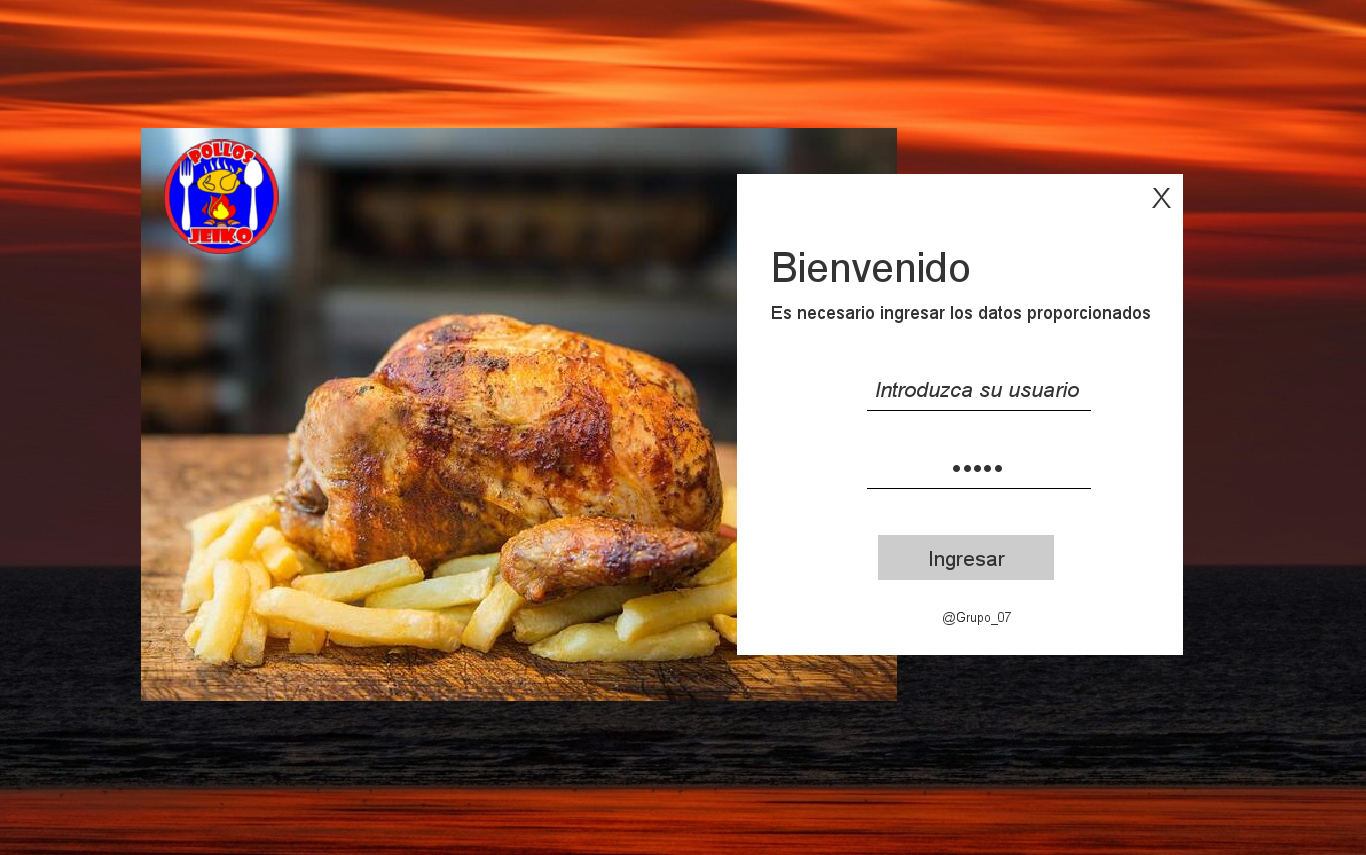 POLLOS
JEIKO
X
Bienvenido
Es necesario ingresar los datos proporcionados
Introduzca su usuario
•••••
Ingresar
@Grupo_07